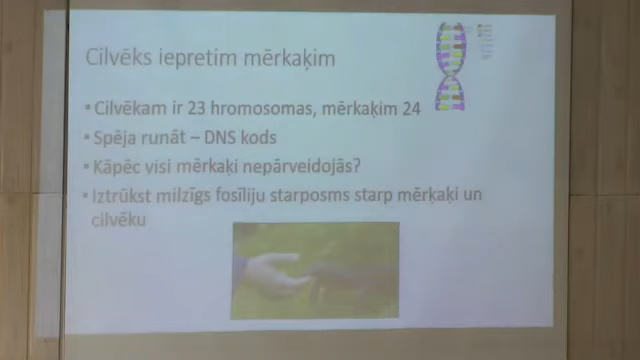 Cilvēks iepretim mērkaķim
▪ Cilvēkam ir 23 hromosomas, mērkaķim 24
▪ Spēja runāt – DNS kods
▪ Kāpēc visi mērkaķi nepārveidojās?
▪ Iztrūkst milzīgs fosīliju starposms starp mērķaķi un
cilvēku